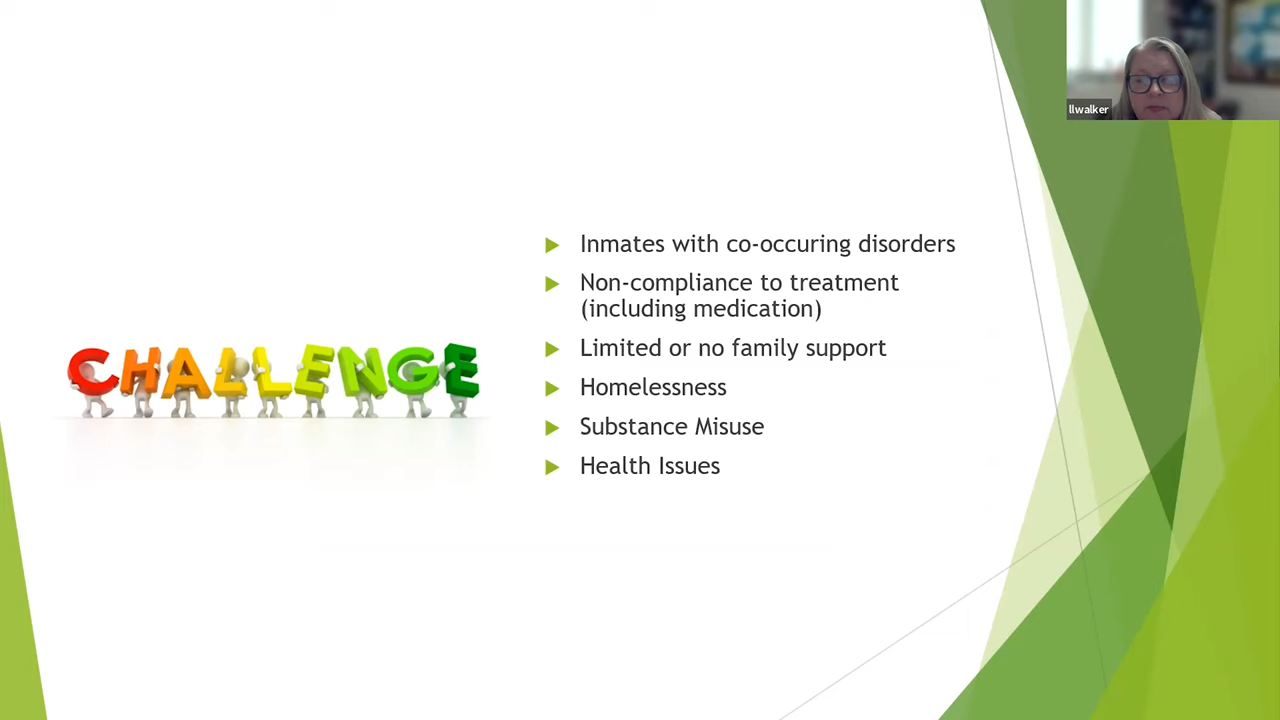 llwalker
Inmates with co-occuring disorders
Non-compliance to treatment
(including medication)
Limited or no family support
CHALLENGE
Homelessness
Substance Misuse
Health Issues